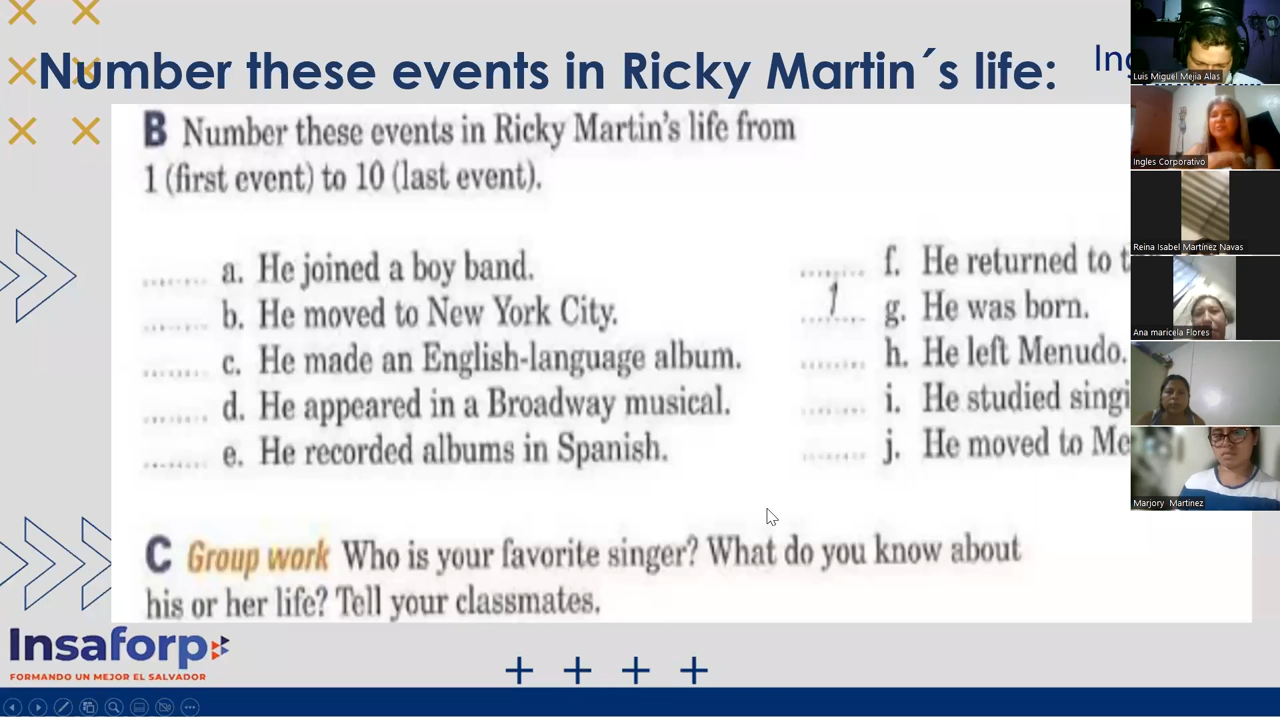 Number these events in Ricky Martin´s life:
B Number these events in Ricky Martin's life from
1 (first event) to 10 (last event).
........ a. He joined a boy band.
........ b. He moved to New York City.
........ c. He made an English-language album.
........ d. He appeared in a Broadway musical.
........ e. He recorded albums in Spanish.
........ f. He returned to
1 g. He was born.
........ h. He left Menudo.
........ i. He studied
........ j. He moved to
C Group work Who is your favorite singer? What do you know about
his or her life? Tell your classmates.
Insaforp
FORMANDO UN MEJOR EL SALVADOR
Luis Miguel Mejia Alas
Ingles Corporativo
Reina Isabel Martínez Navas
Ana maricela Flores
Marjory Martinez